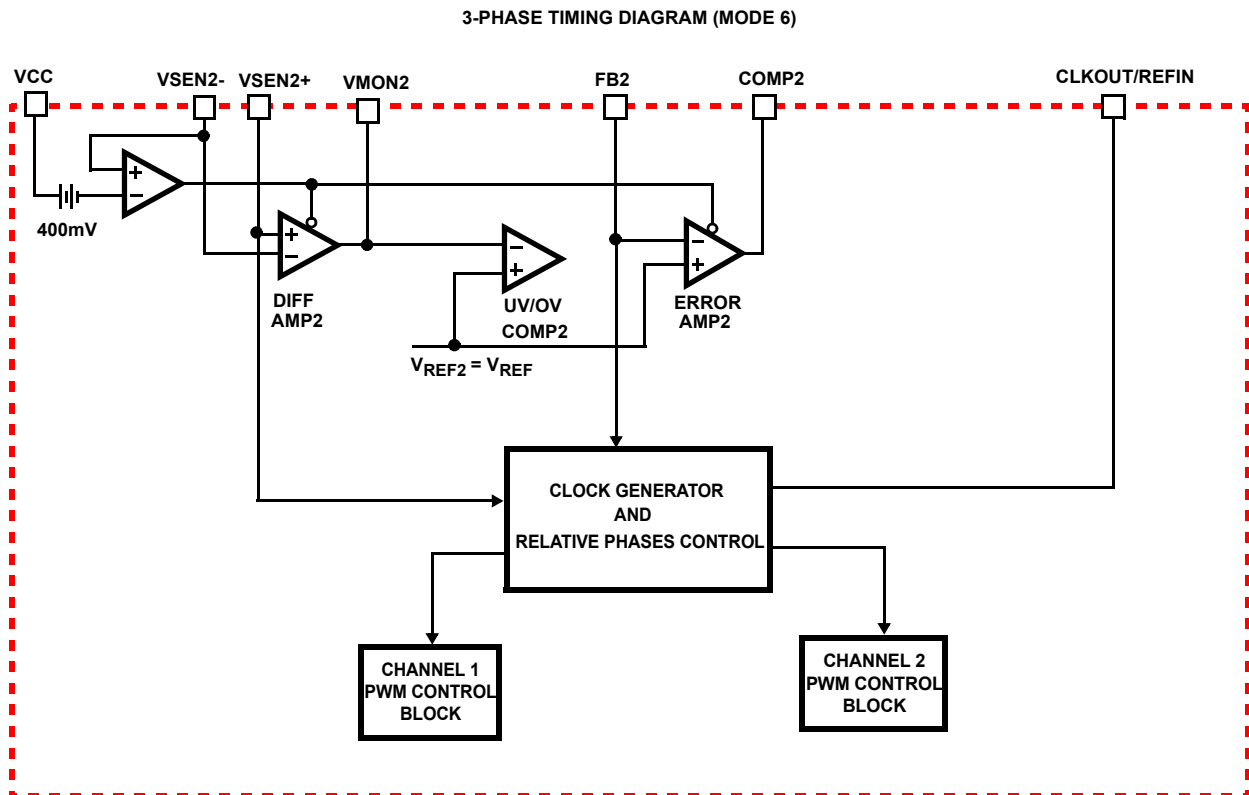 3-PHASE TIMING DIAGRAM (MODE 6)
VCC
VSEN2-
VSEN2+
VMON2
FB2
COMP2
CLKOUT/REFIN
+
−
400mV
+
−
DIFF
AMP2
−
+
UV/OV
COMP2
−
+
ERROR
AMP2
VREF2 = VREF
CLOCK GENERATOR
AND
RELATIVE PHASES CONTROL
CHANNEL 1
PWM CONTROL
BLOCK
CHANNEL 2
PWM CONTROL
BLOCK